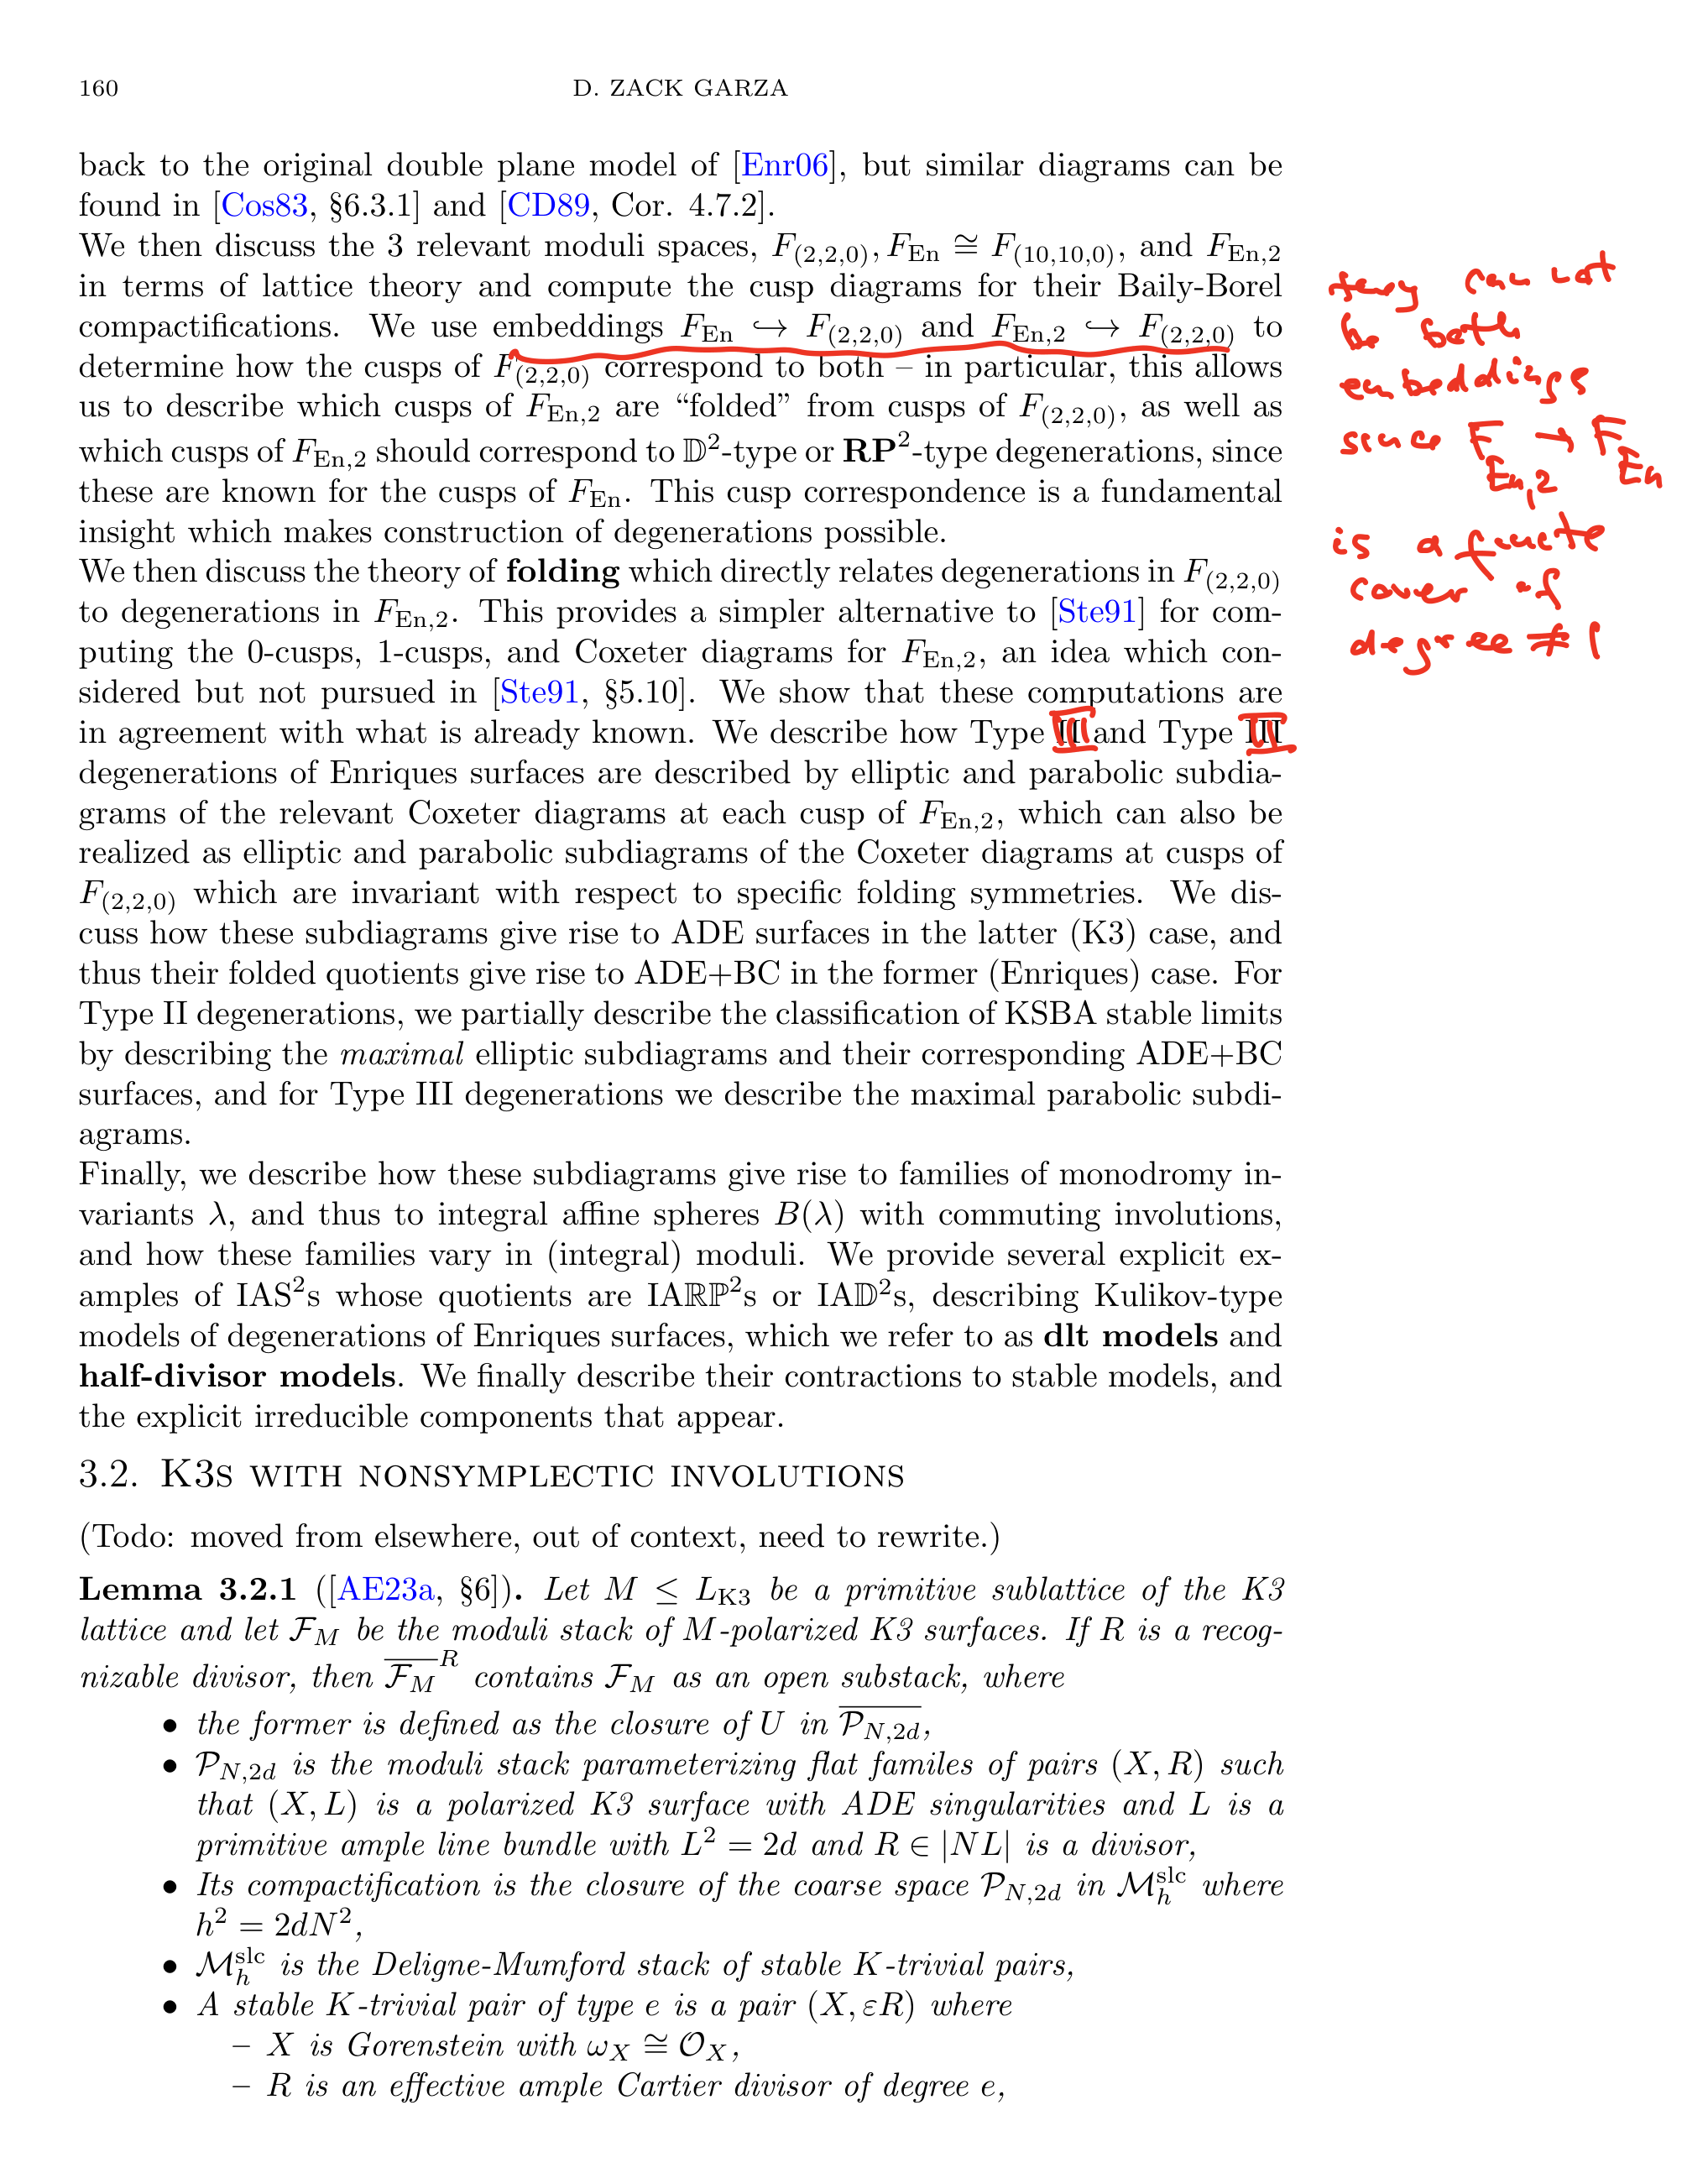 160
D. ZACK GARZA
back to the original double plane model of [Enr06], but similar diagrams can be
found in [Cos83, §6.3.1] and [CD89, Cor. 4.7.2].
We then discuss the 3 relevant moduli spaces, F_(2,2,0), F_En ≅ F_(10,10,0), and F_En,2
in terms of lattice theory and compute the cusp diagrams for their Baily-Borel
compactifications. We use embeddings F_En ↪ F_(2,2,0) and F_En,2 ↪ F_(2,2,0) to
determine how the cusps of F_(2,2,0) correspond to both – in particular, this allows
us to describe which cusps of F_En,2 are “folded” from cusps of F_(2,2,0), as well as
which cusps of F_En,2 should correspond to 𝔻²-type or RP²-type degenerations, since
these are known for the cusps of F_En. This cusp correspondence is a fundamental
insight which makes construction of degenerations possible.
We then discuss the theory of folding which directly relates degenerations in F_(2,2,0)
to degenerations in F_En,2. This provides a simpler alternative to [Ste91] for com-
puting the 0-cusps, 1-cusps, and Coxeter diagrams for F_En,2, an idea which con-
sidered but not pursued in [Ste91, §5.10]. We show that these computations are
in agreement with what is already known. We describe how Type III and Type II
degenerations of Enriques surfaces are described by elliptic and parabolic subdia-
grams of the relevant Coxeter diagrams at each cusp of F_En,2, which can also be
realized as elliptic and parabolic subdiagrams of the Coxeter diagrams at cusps of
F_(2,2,0) which are invariant with respect to specific folding symmetries. We dis-
cuss how these subdiagrams give rise to ADE surfaces in the latter (K3) case, and
thus their folded quotients give rise to ADE+BC in the former (Enriques) case. For
Type II degenerations, we partially describe the classification of KSBA stable limits
by describing the maximal elliptic subdiagrams and their corresponding ADE+BC
surfaces, and for Type III degenerations we describe the maximal parabolic subdi-
agrams.
Finally, we describe how these subdiagrams give rise to families of monodromy in-
variants λ, and thus to integral affine spheres B(λ) with commuting involutions,
and how these families vary in (integral) moduli. We provide several explicit ex-
amples of IAS²s whose quotients are IAℝℙ²s or IA𝔻²s, describing Kulikov-type
models of degenerations of Enriques surfaces, which we refer to as dlt models and
half-divisor models. We finally describe their contractions to stable models, and
the explicit irreducible components that appear.
3.2. K3S WITH NONSYMPLECTIC INVOLUTIONS
(Todo: moved from elsewhere, out of context, need to rewrite.)
Lemma 3.2.1 ([AE23a, §6]). Let M ≤ L_K3 be a primitive sublattice of the K3
lattice and let ℱ_M be the moduli stack of M-polarized K3 surfaces. If R is a recog-
nizable divisor, then \overline{ℱ_M}^R contains ℱ_M as an open substack, where
• the former is defined as the closure of U in \overline{𝒫_{N,2d}},
• 𝒫_{N,2d} is the moduli stack parameterizing flat familes of pairs (X, R) such
that (X, L) is a polarized K3 surface with ADE singularities and L is a
primitive ample line bundle with L² = 2d and R ∈ |NL| is a divisor,
• Its compactification is the closure of the coarse space 𝒫_{N,2d} in ℳ_h^slc where
h² = 2dN²,
• ℳ_h^slc is the Deligne-Mumford stack of stable K-trivial pairs,
• A stable K-trivial pair of type e is a pair (X, εR) where
– X is Gorenstein with ω_X ≅ 𝒪_X,
– R is an effective ample Cartier divisor of degree e,
they can not
be both
embeddings
since F_En,2 → F_En
is a finite
cover of
degree ≠ 1